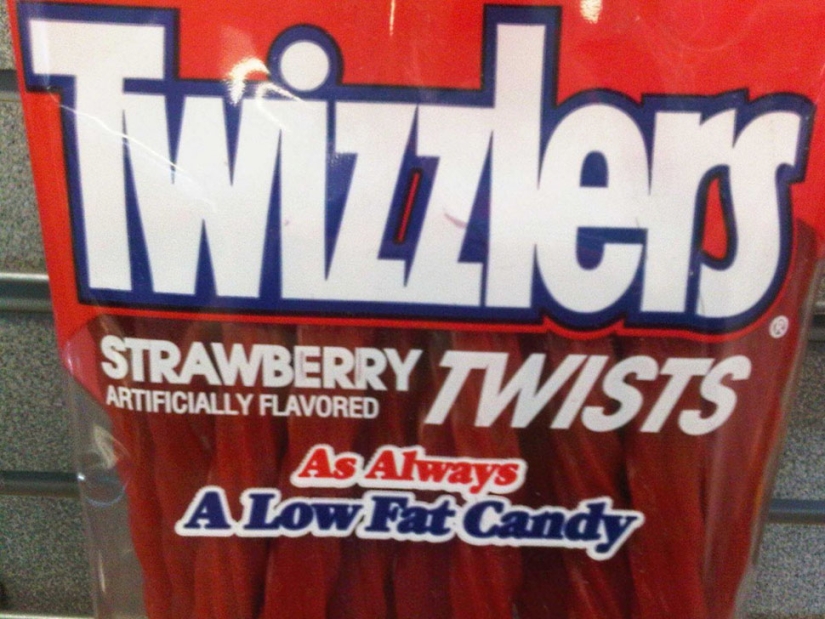 Twizzlers®
STRAWBERRY TWISTS
ARTIFICIALLY FLAVORED
As Always
A Low Fat Candy